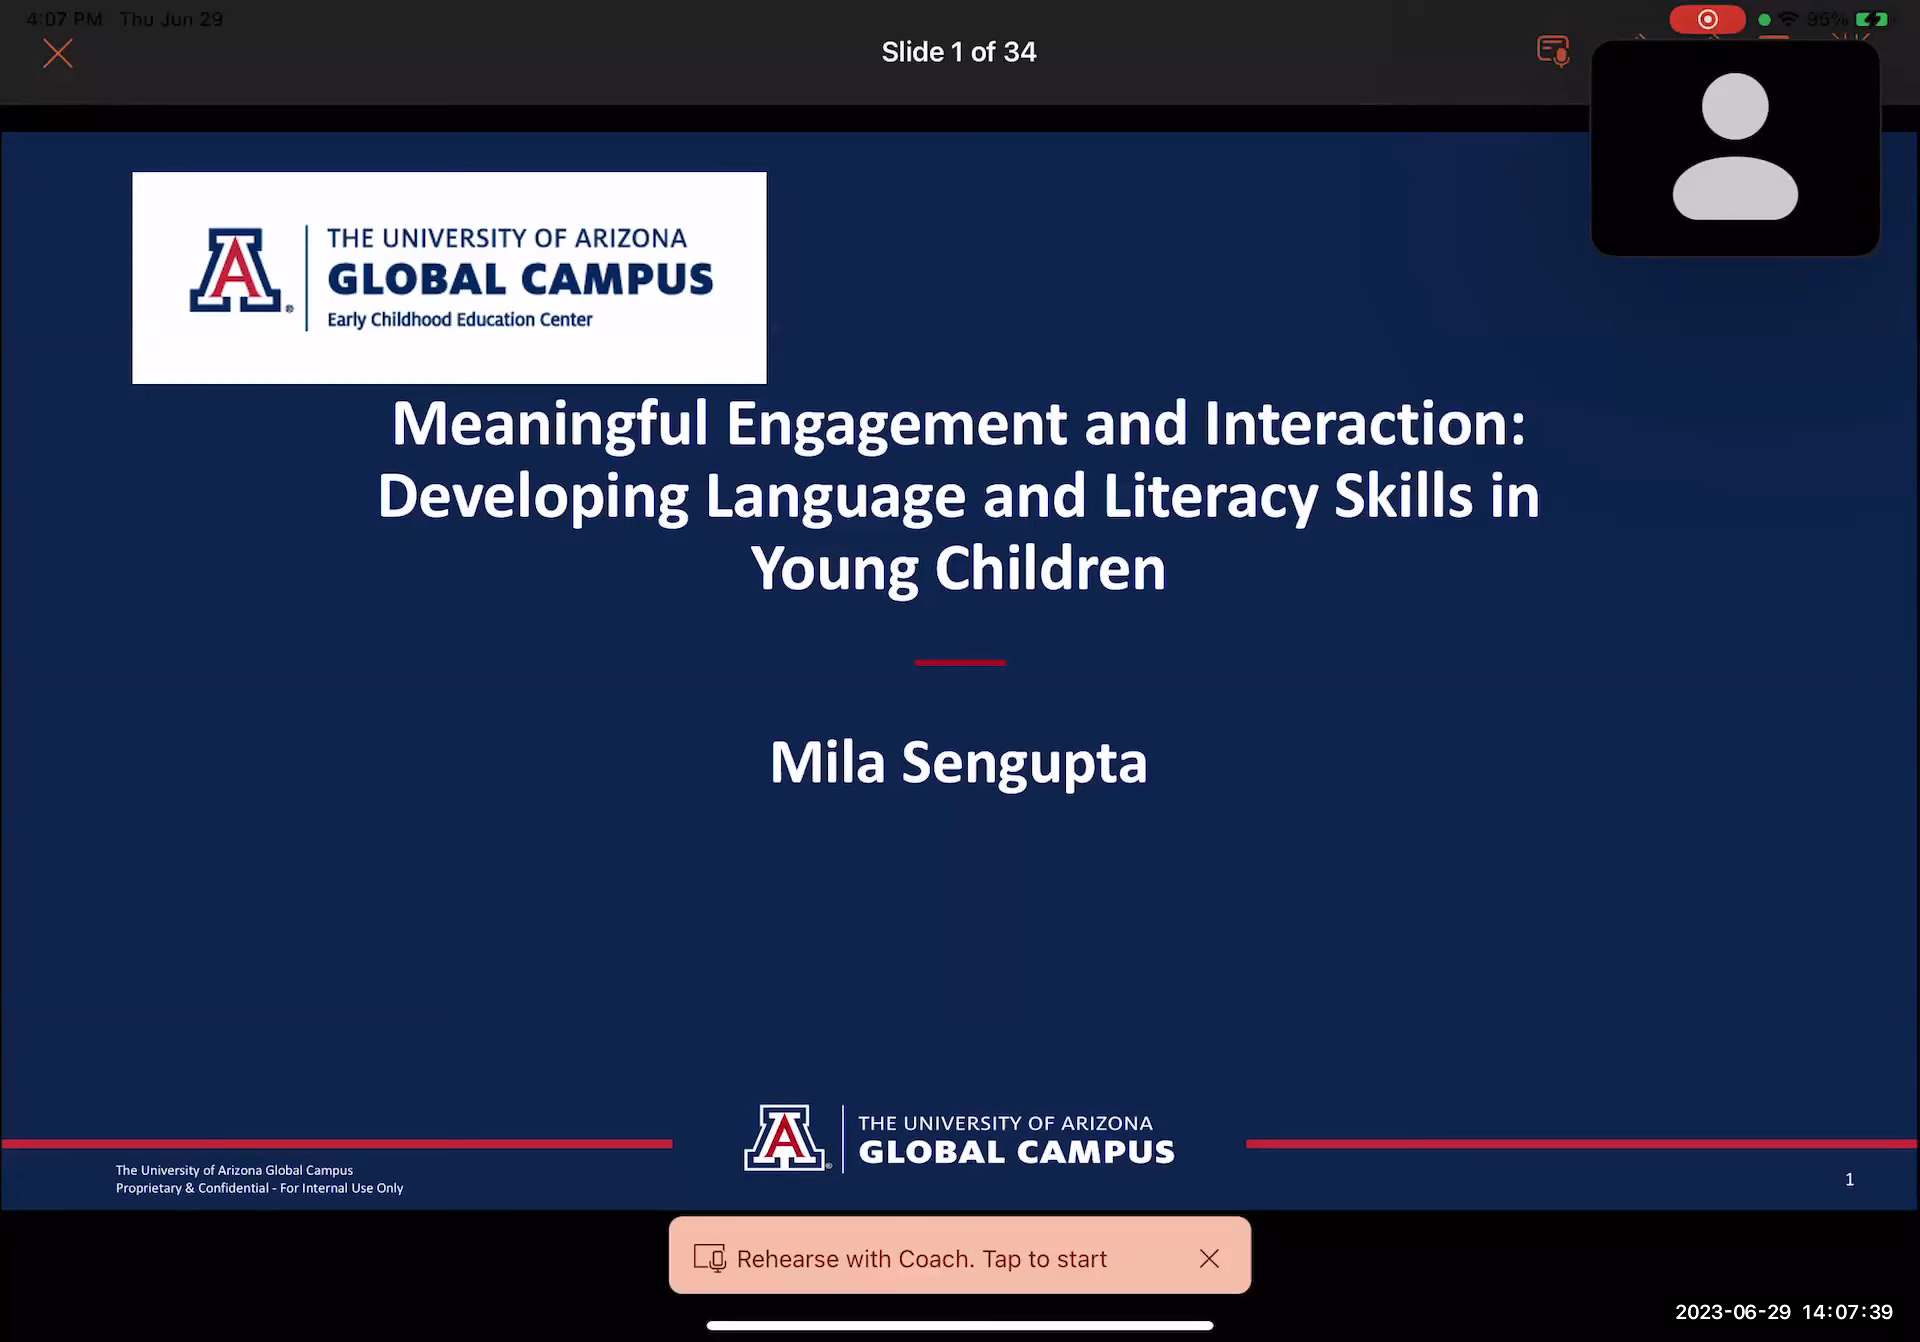 4:07 PM Thu Jun 29
95%
Slide 1 of 34
THE UNIVERSITY OF ARIZONA
GLOBAL CAMPUS
Early Childhood Education Center
Meaningful Engagement and Interaction:
Developing Language and Literacy Skills in
Young Children
Mila Sengupta
THE UNIVERSITY OF ARIZONA
GLOBAL CAMPUS
The University of Arizona Global Campus
Proprietary & Confidential - For Internal Use Only
1
Rehearse with Coach. Tap to start
2023-06-29 14:07:39